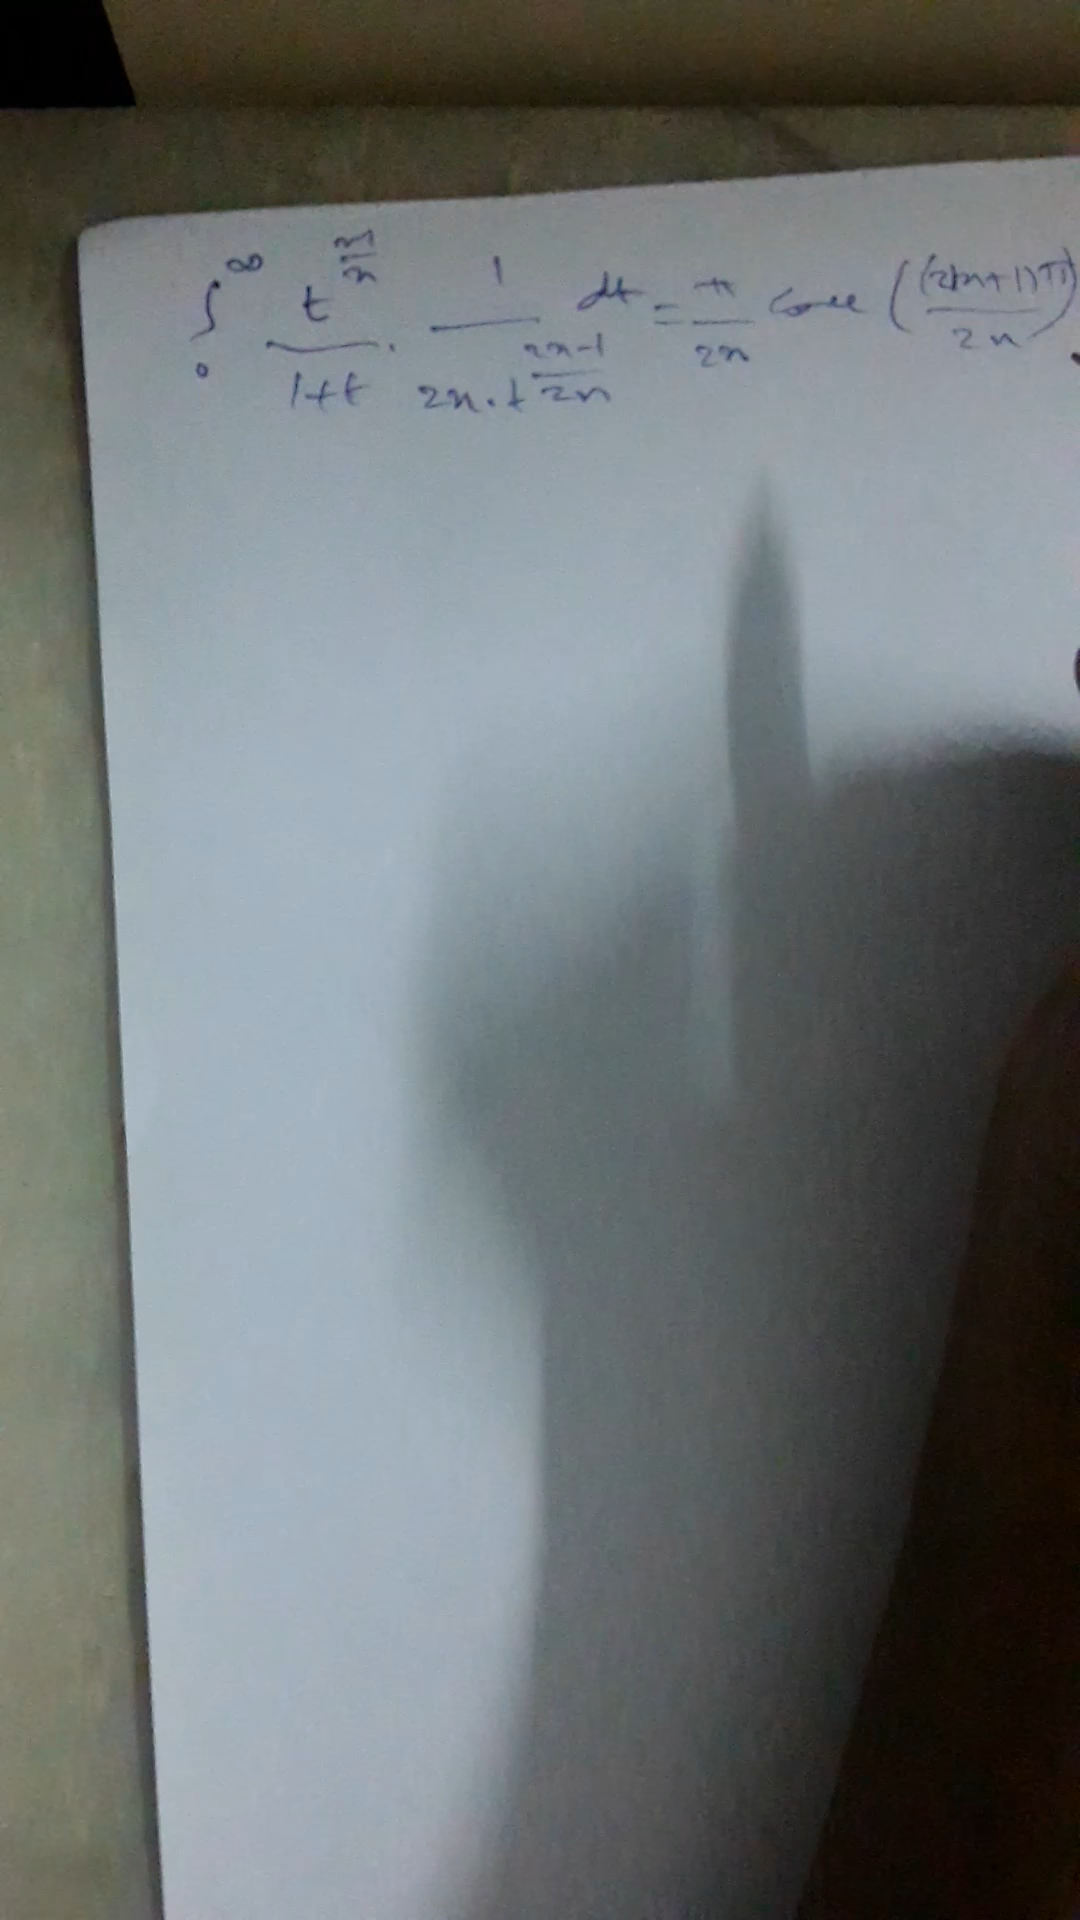 ∫₀^∞ t^(m/n)/(1+t) · 1/(2n·t^((2n-1)/2n)) dt = π/2n Cosec ((2m+1)π/2n)